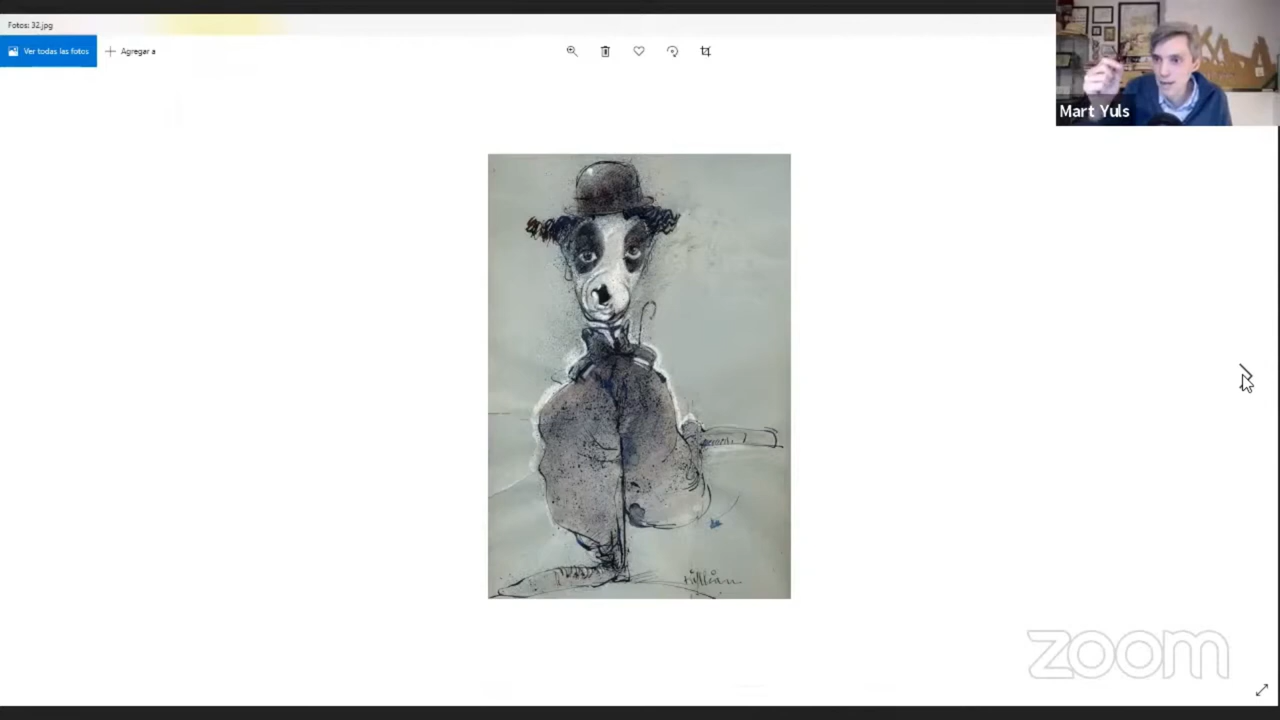 Fotos: 32.jpg
Ver todas las fotos
Agregar a
Mart Yuls
zoom